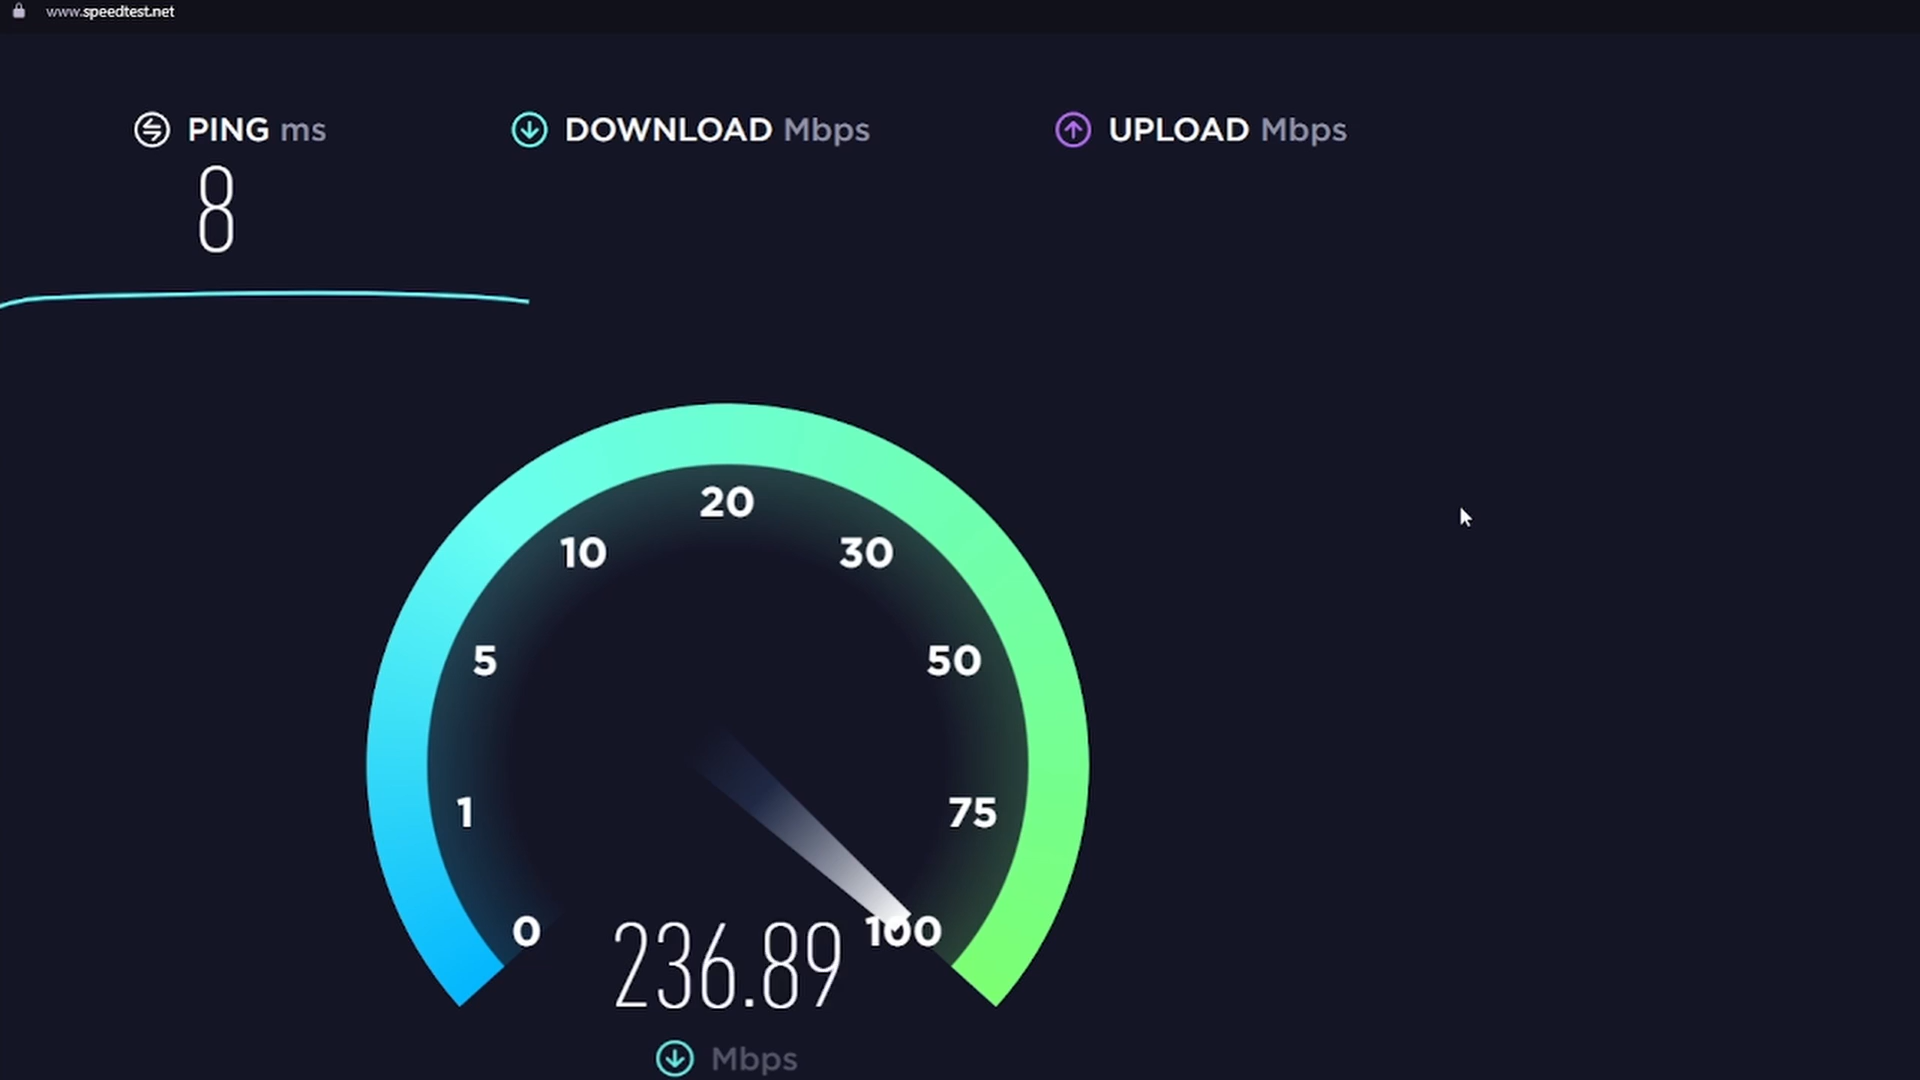 www.speedtest.net
PING ms
DOWNLOAD Mbps
UPLOAD Mbps
8
20
10
30
5
50
1
75
0
236.89
100
Mbps